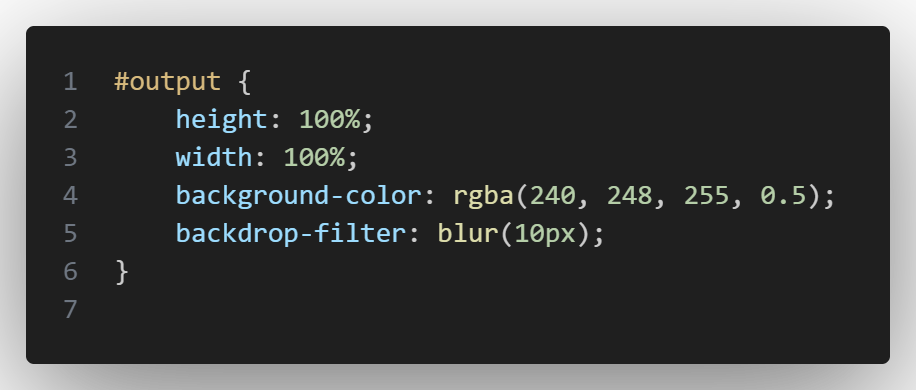 1 #output {
2     height: 100%;
3     width: 100%;
4     background-color: rgba(240, 248, 255, 0.5);
5     backdrop-filter: blur(10px);
6 }
7